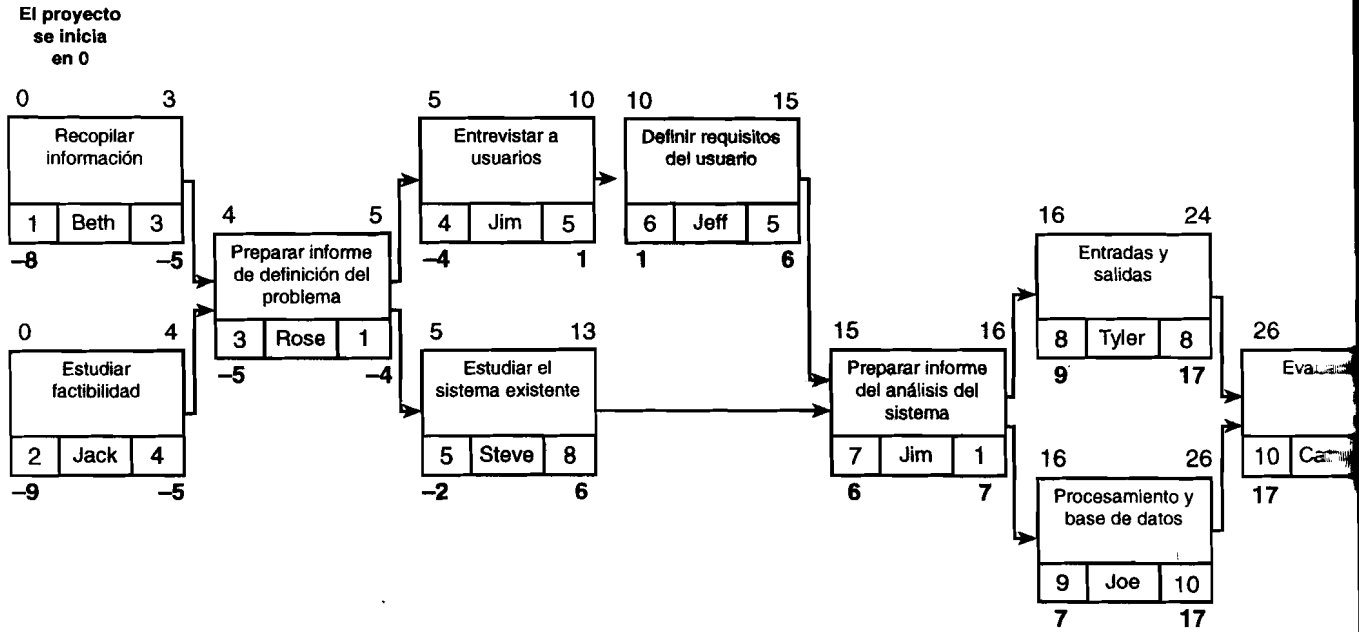 El proyecto
se inicia
en 0
0 3
Recopilar
información
1 Beth 3
–8 –5
0 4
Estudiar
factibilidad
2 Jack 4
–9 –5
4 5
Preparar informe
de definición del
problema
3 Rose 1
–5 –4
5 10
Entrevistar a
usuarios
4 Jim 5
–4 1
5 13
Estudiar el
sistema existente
5 Steve 8
–2 6
10 15
Definir requisitos
del usuario
6 Jeff 5
1 6
15 16
Preparar informe
del análisis del
sistema
7 Jim 1
6 7
16 24
Entradas y
salidas
8 Tyler 8
9 17
16 26
Procesamiento y
base de datos
9 Joe 10
7 17
26
10
17